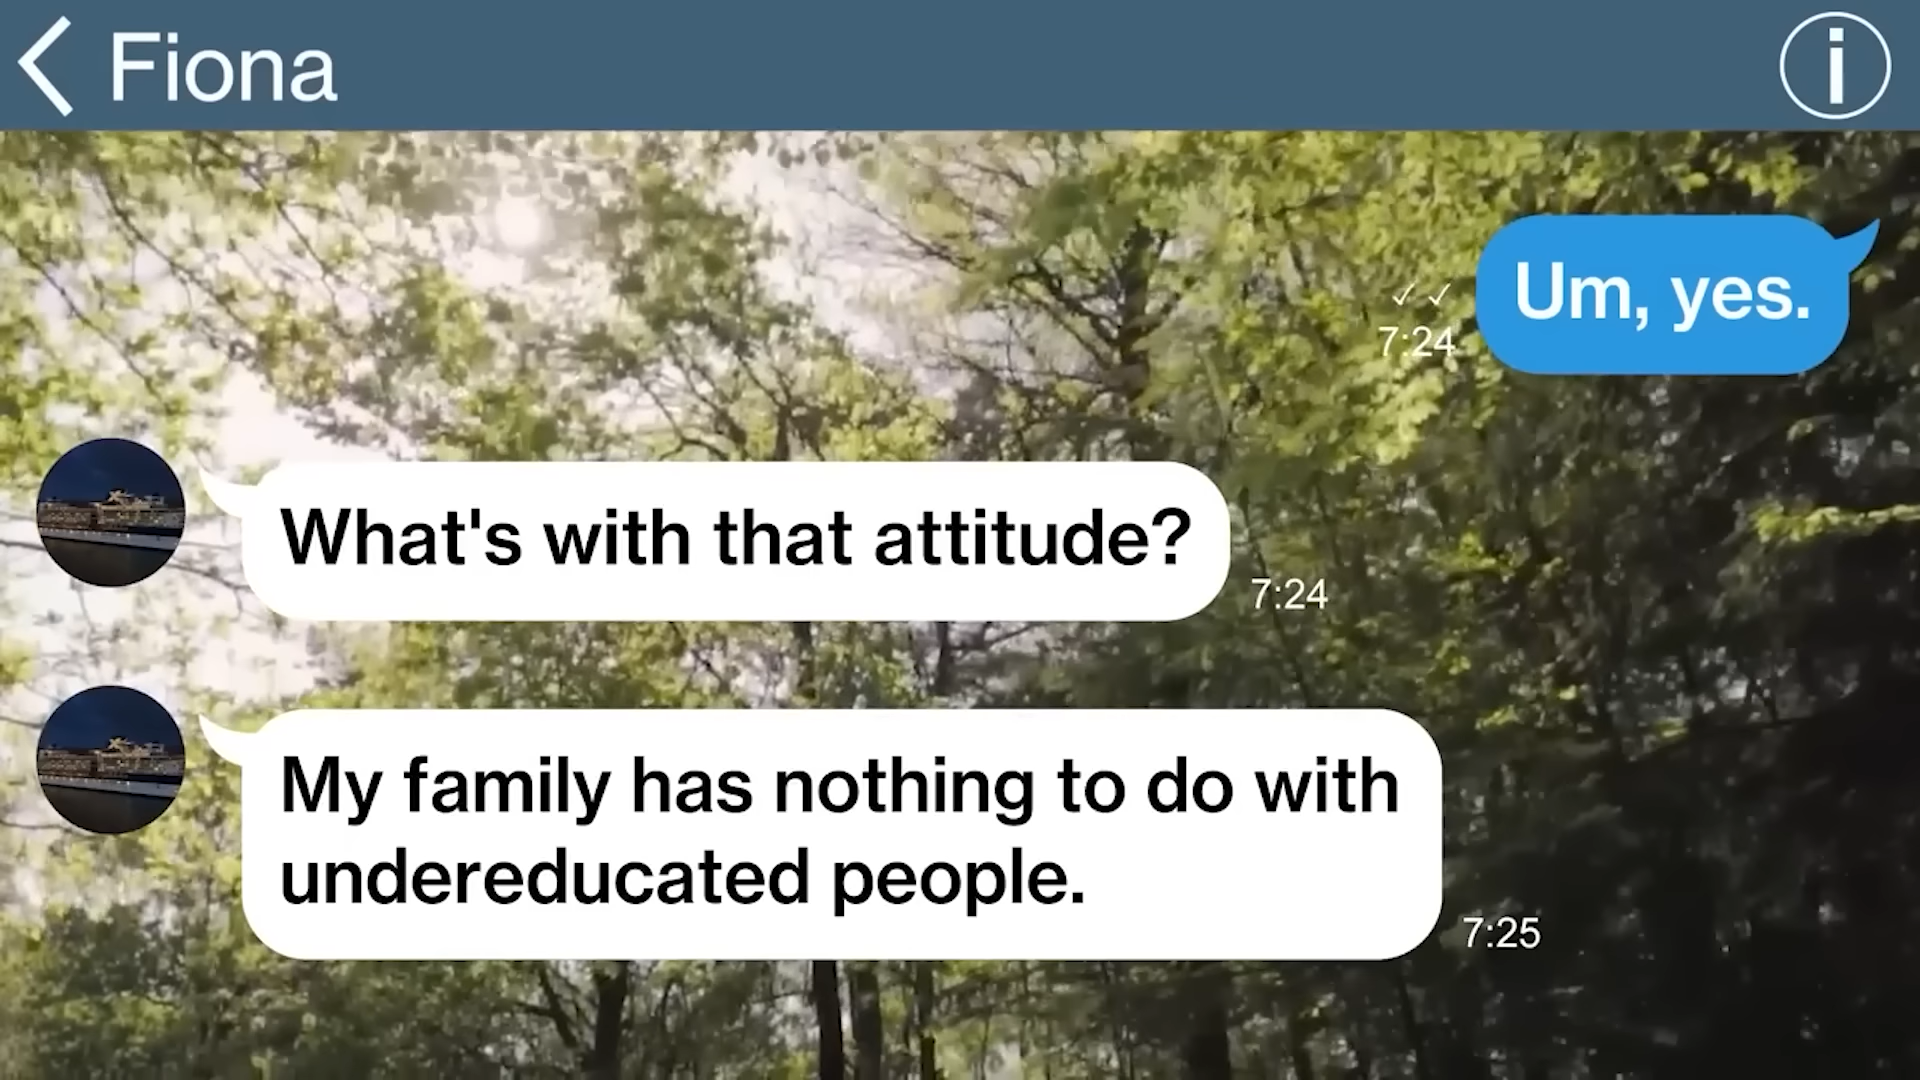 Fiona
Um, yes.
✓✓
7:24
What's with that attitude?
7:24
My family has nothing to do with
undereducated people.
7:25